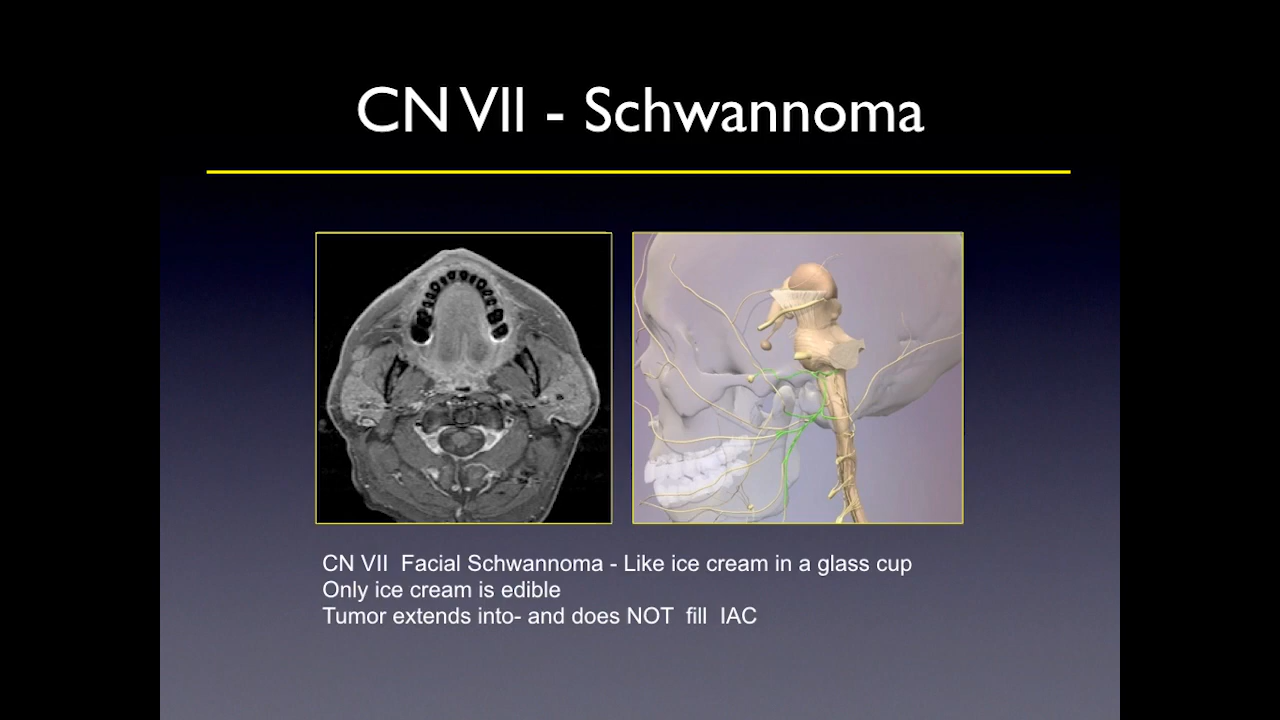 CN VII - Schwannoma
CN VII Facial Schwannoma - Like ice cream in a glass cup
Only ice cream is edible
Tumor extends into- and does NOT fill IAC